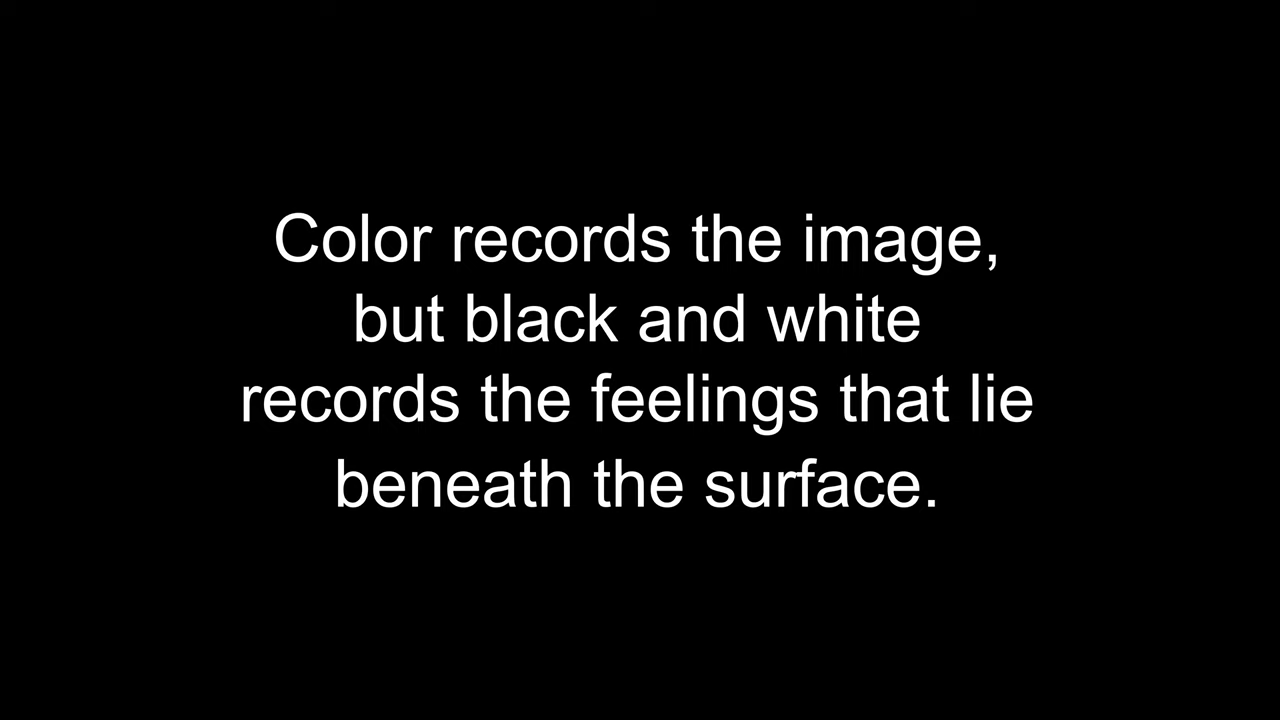 Color records the image,
but black and white
records the feelings that lie
beneath the surface.